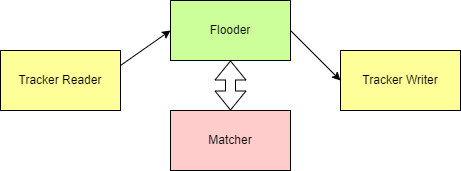 Flooder
Tracker Reader
Tracker Writer
Matcher